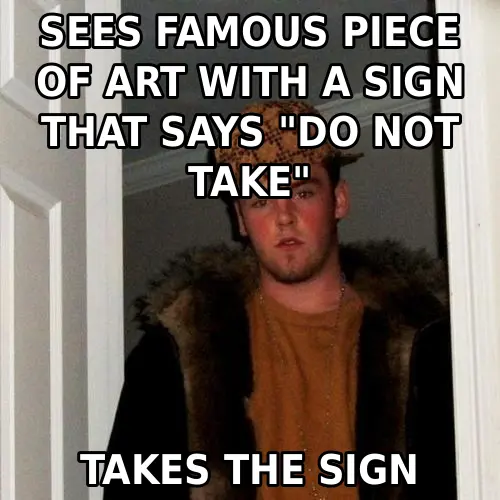 SEES FAMOUS PIECE
OF ART WITH A SIGN
THAT SAYS "DO NOT
TAKE"
TAKES THE SIGN